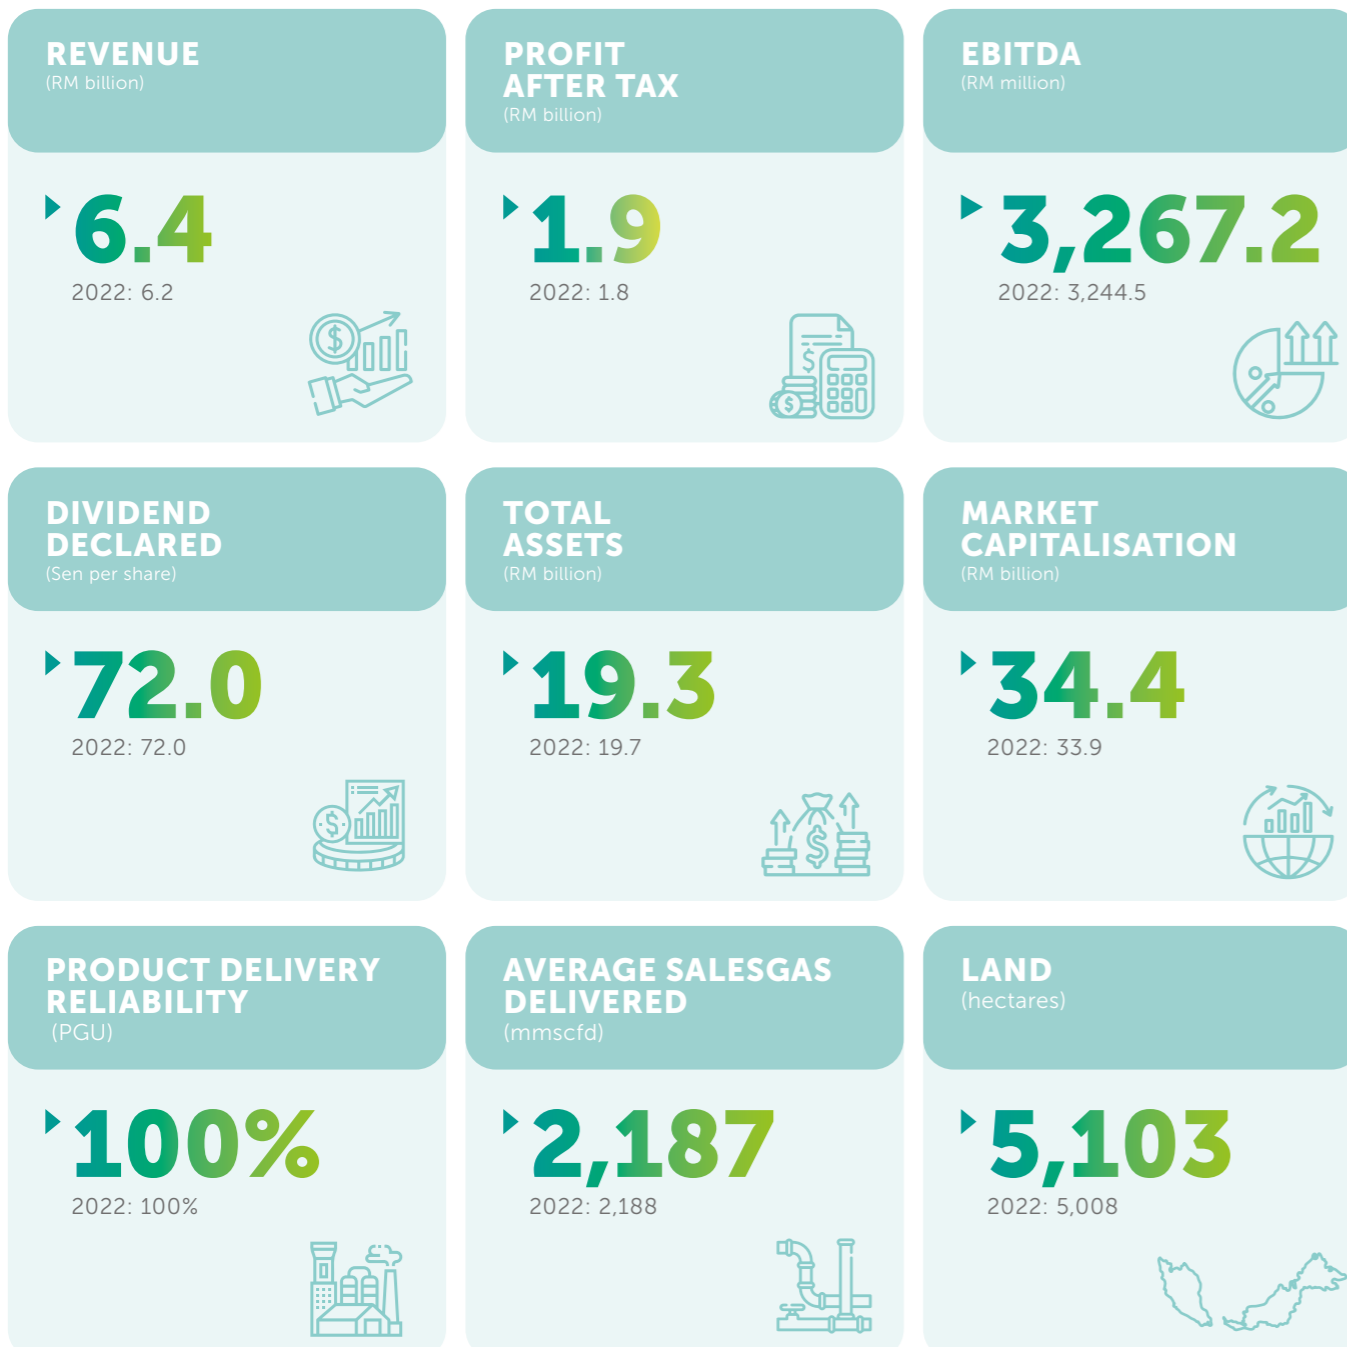 REVENUE
(RM billion)
6.4
2022: 6.2
PROFIT
AFTER TAX
(RM billion)
1.9
2022: 1.8
EBITDA
(RM million)
3,267.2
2022: 3,244.5
DIVIDEND
DECLARED
(Sen per share)
72.0
2022: 72.0
TOTAL
ASSETS
(RM billion)
19.3
2022: 19.7
MARKET
CAPITALISATION
(RM billion)
34.4
2022: 33.9
PRODUCT DELIVERY
RELIABILITY
(PGU)
100%
2022: 100%
AVERAGE SALESGAS
DELIVERED
(mmscfd)
2,187
2022: 2,188
LAND
(hectares)
5,103
2022: 5,008